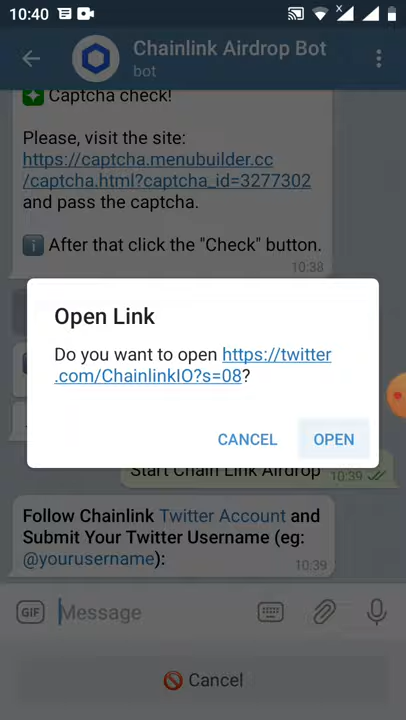 10:40
Chainlink Airdrop Bot
bot
Captcha check!
Please, visit the site:
https://captcha.menubuilder.cc
/captcha.html?captcha_id=3277302
and pass the captcha.
After that click the "Check" button.
10:38
Open Link
Do you want to open https://twitter
.com/ChainlinkIO?s=08?
CANCEL
OPEN
Start Chain Link Airdrop
10:39
Follow Chainlink Twitter Account and
Submit Your Twitter Username (eg:
@yourusername):
10:39
GIF
Message
Cancel